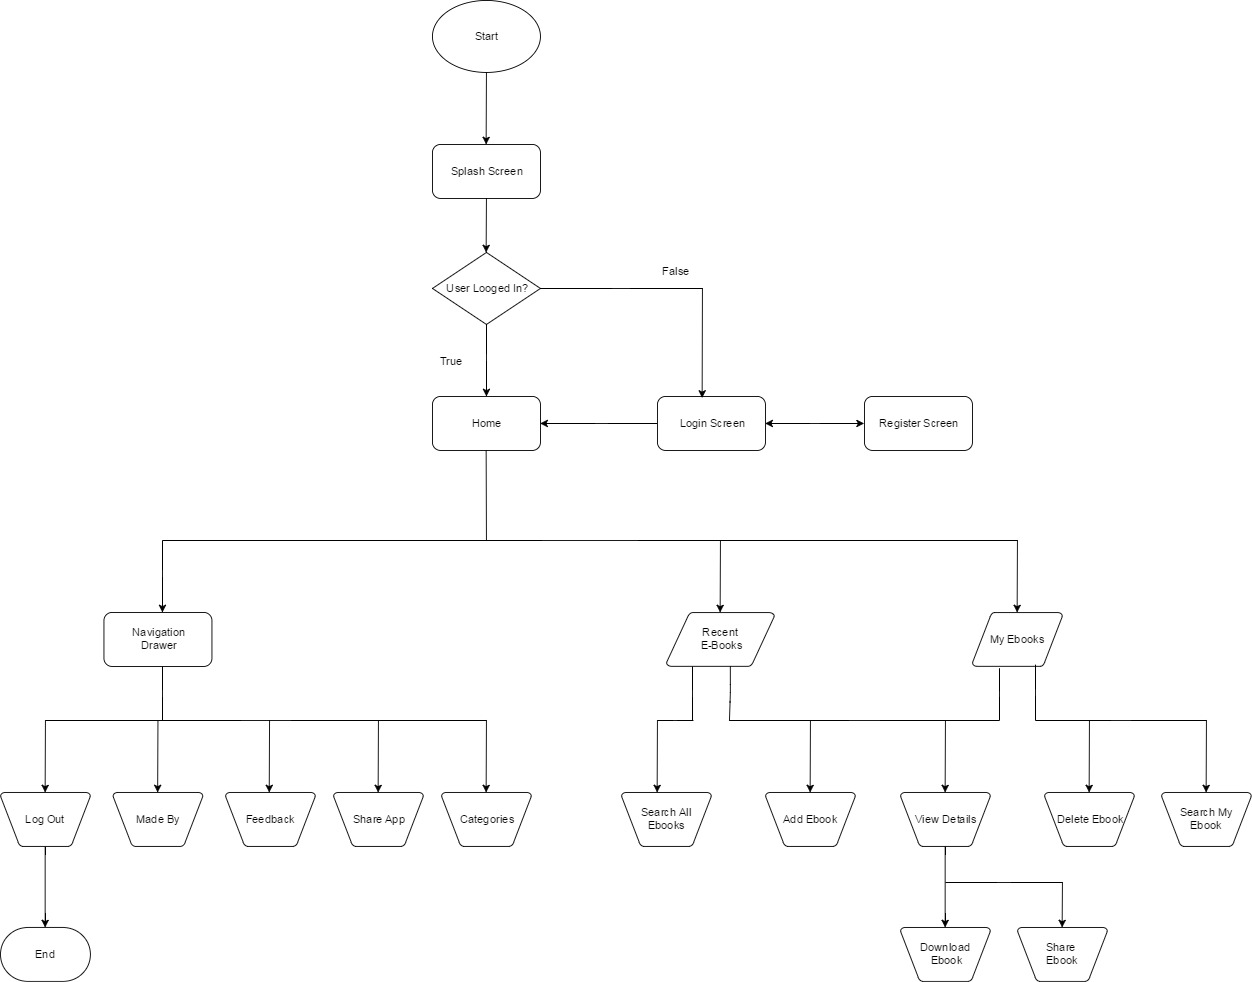 Start
Splash Screen
User Looged In?
False
True
Home
Login Screen
Register Screen
Navigation
Drawer
Recent
E-Books
My Ebooks
Log Out
Made By
Feedback
Share App
Categories
Search All
Ebooks
Add Ebook
View Details
Delete Ebook
Search My
Ebook
End
Download
Ebook
Share
Ebook